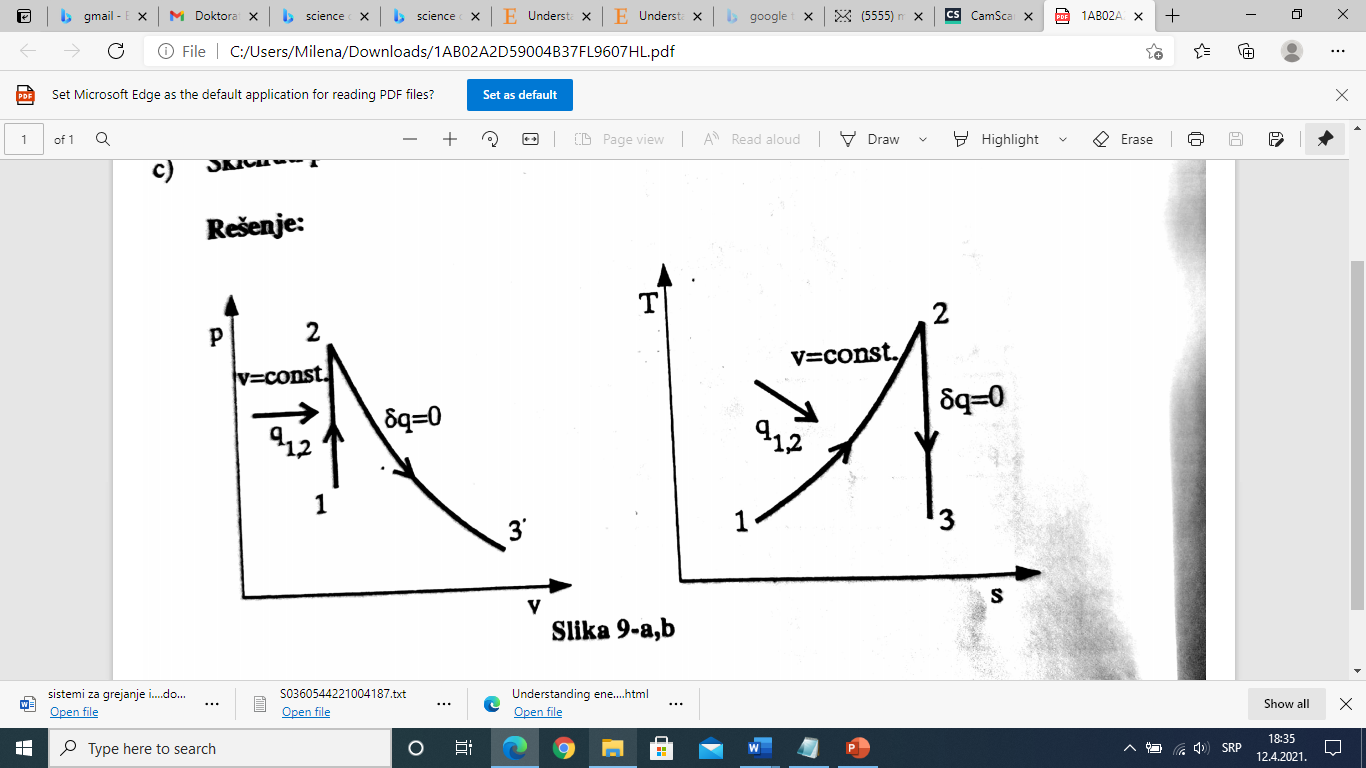 gmail - E
Doktora
science
science
Underst
Underst
google t
(5555) n
CamScar
1AB02A
File
C:/Users/Milena/Downloads/1AB02A2D59004B37FL9607HL.pdf
Set Microsoft Edge as the default application for reading PDF files?
Set as default
1 of 1
Page view
Read aloud
Draw
Highlight
Erase
c)
Rešenje:
p
2
v=const.
δq=0
q1,2
1
3
v
T
2
v=const.
δq=0
q1,2
1
3
s
Slika 9-a,b
sistemi za grejanje i....do...
Open file
S0360544221004187.txt
Open file
Understanding ene....html
Open file
Show all
Type here to search
SRP
18:35
12.4.2021.